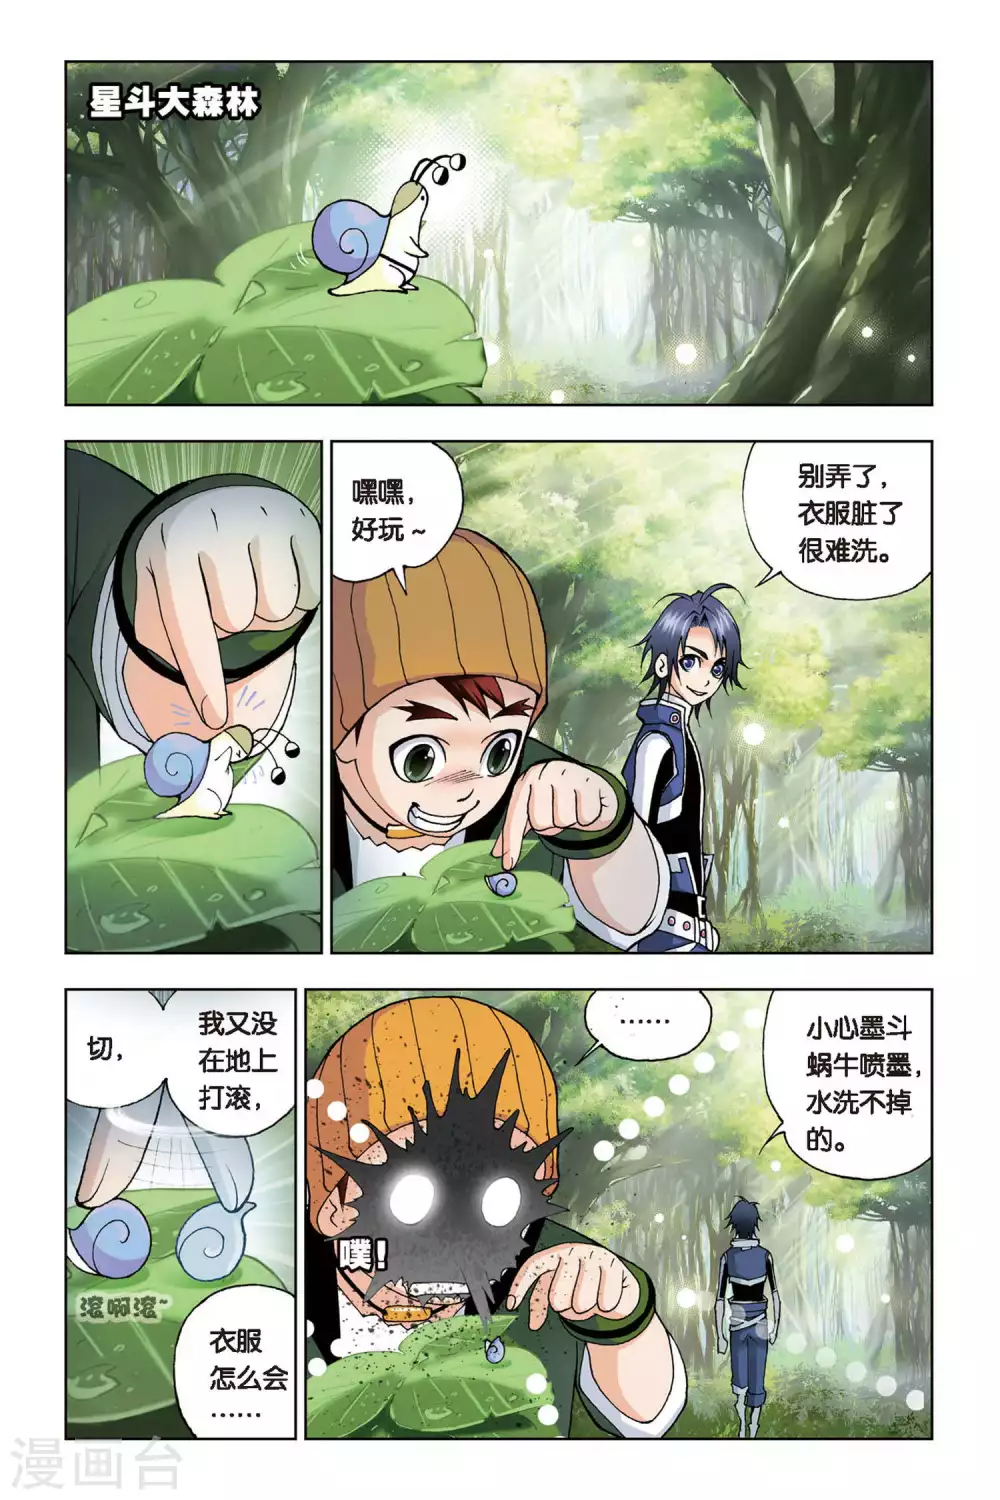 星斗大森林
嘿嘿，
好玩～
别弄了，
衣服脏了
很难洗。
切，
我又没
在地上
打滚，
滚啊滚~
衣服
怎么会
……
……
噗！
小心墨斗
蜗牛喷墨，
水洗不掉
的。
漫画台